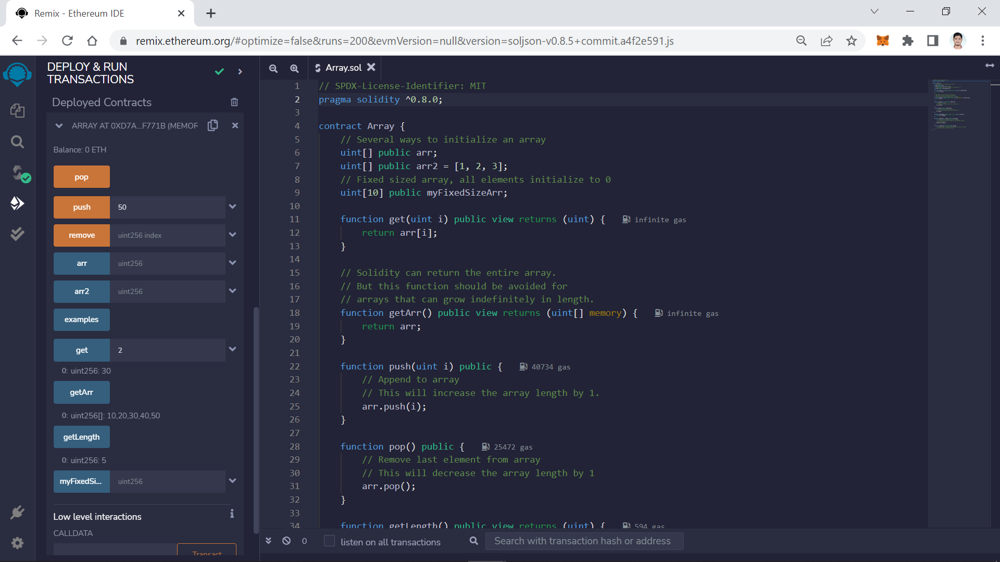 Remix - Ethereum IDE
remix.ethereum.org/#optimize=false&runs=200&evmVersion=null&version=soljson-v0.8.5+commit.a4f2e591.js
DEPLOY & RUN
TRANSACTIONS
Deployed Contracts
ARRAY AT 0XD7A...F771B (MEMOR
Balance: 0 ETH
pop
push 50
remove uint256 index
arr uint256
arr2 uint256
examples
get 2
0: uint256: 30
getArr
0: uint256[]: 10,20,30,40,50
getLength
0: uint256: 5
myFixedSi... uint256
Low level interactions
i
CALLDATA
Transact
Array.sol
1 // SPDX-License-Identifier: MIT
2 pragma solidity ^0.8.0;
3
4 contract Array {
5 // Several ways to initialize an array
6 uint[] public arr;
7 uint[] public arr2 = [1, 2, 3];
8 // Fixed sized array, all elements initialize to 0
9 uint[10] public myFixedSizeArr;
10
11 function get(uint i) public view returns (uint) { infinite gas
12 return arr[i];
13 }
14
15 // Solidity can return the entire array.
16 // But this function should be avoided for
17 // arrays that can grow indefinitely in length.
18 function getArr() public view returns (uint[] memory) { infinite gas
19 return arr;
20 }
21
22 function push(uint i) public { 40734 gas
23 // Append to array
24 // This will increase the array length by 1.
25 arr.push(i);
26 }
27
28 function pop() public { 25472 gas
29 // Remove last element from array
30 // This will decrease the array length by 1
31 arr.pop();
32 }
33
34 function getLength() public view returns (uint) { 594 gas
0 listen on all transactions Search with transaction hash or address